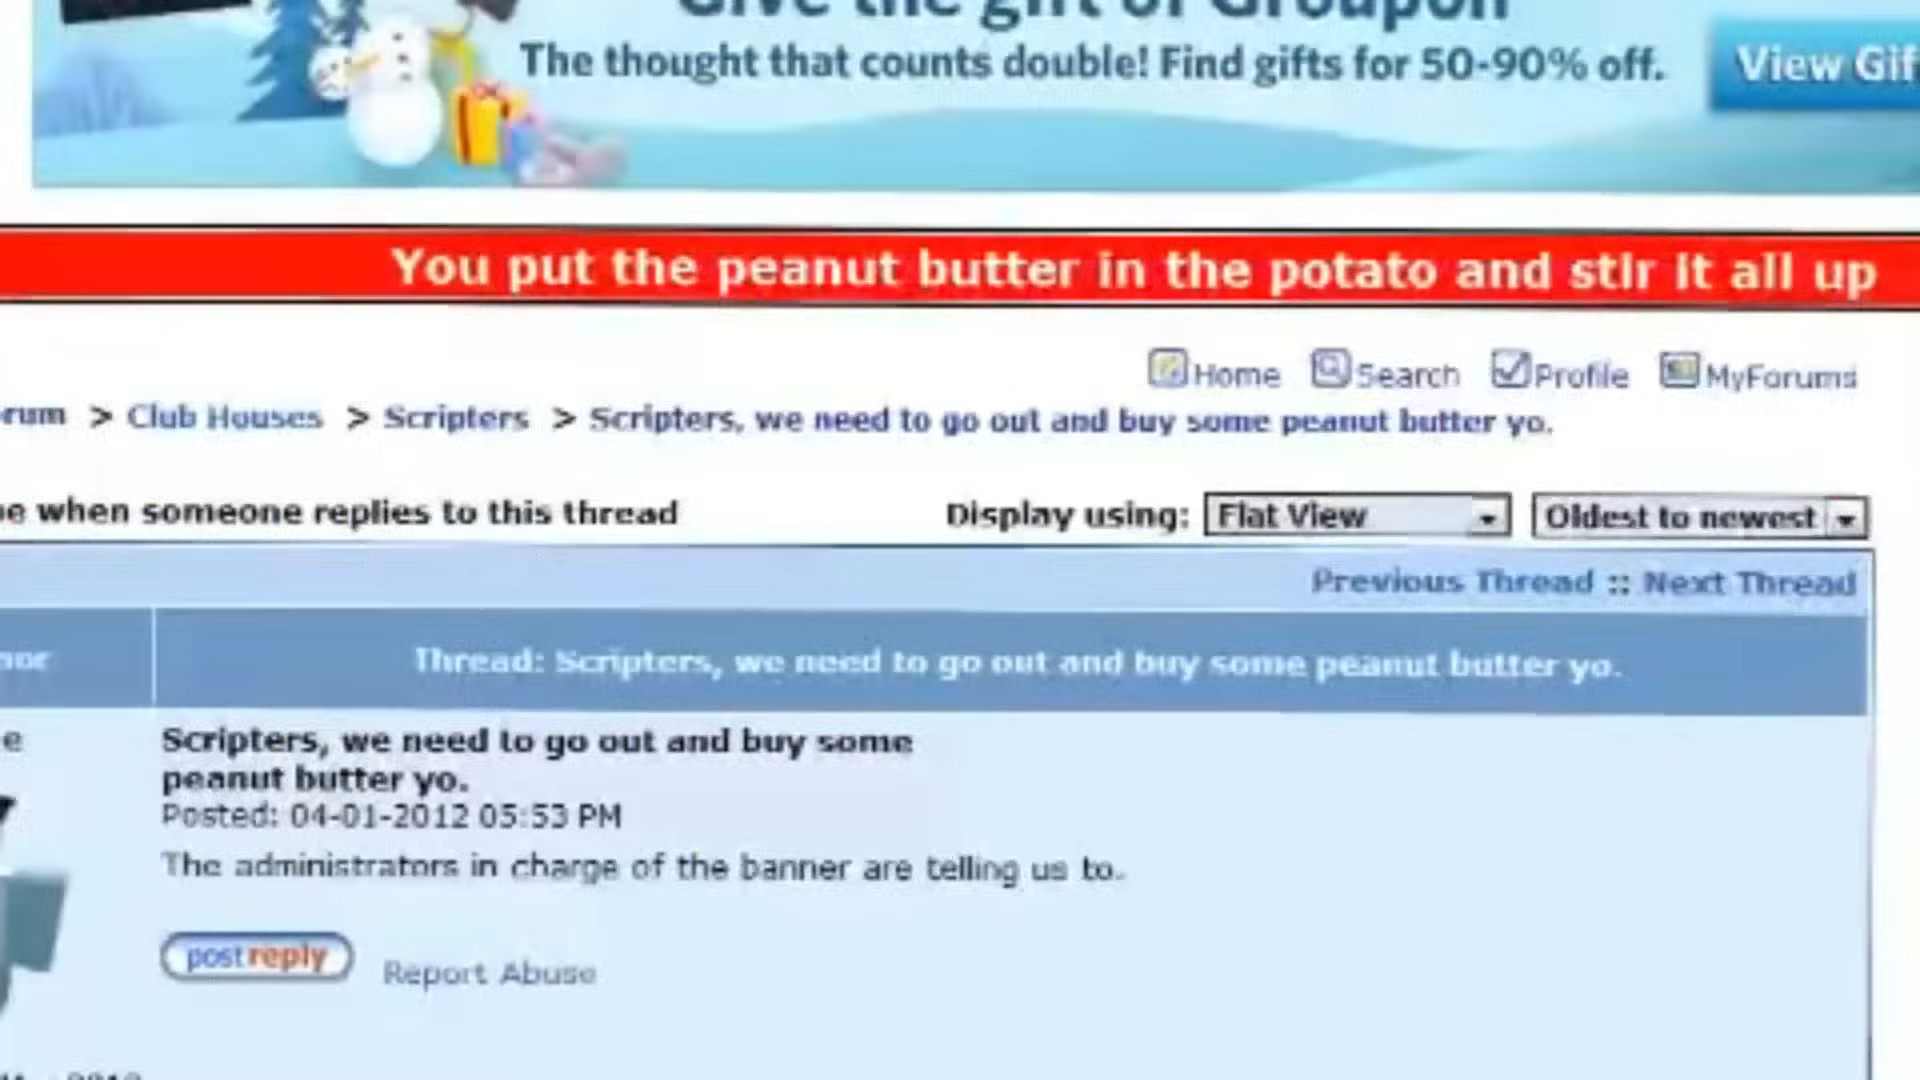 Give the gift of Groupon
The thought that counts double! Find gifts for 50-90% off.
View Gif
You put the peanut butter in the potato and stir it all up
Home Search Profile MyForums
rum > Club Houses > Scripters > Scripters, we need to go out and buy some peanut butter yo.
e when someone replies to this thread Display using: Flat View Oldest to newest
Previous Thread :: Next Thread
Thread: Scripters, we need to go out and buy some peanut butter yo.
Scripters, we need to go out and buy some
peanut butter yo.
Posted: 04-01-2012 05:53 PM
The administrators in charge of the banner are telling us to.
post reply Report Abuse